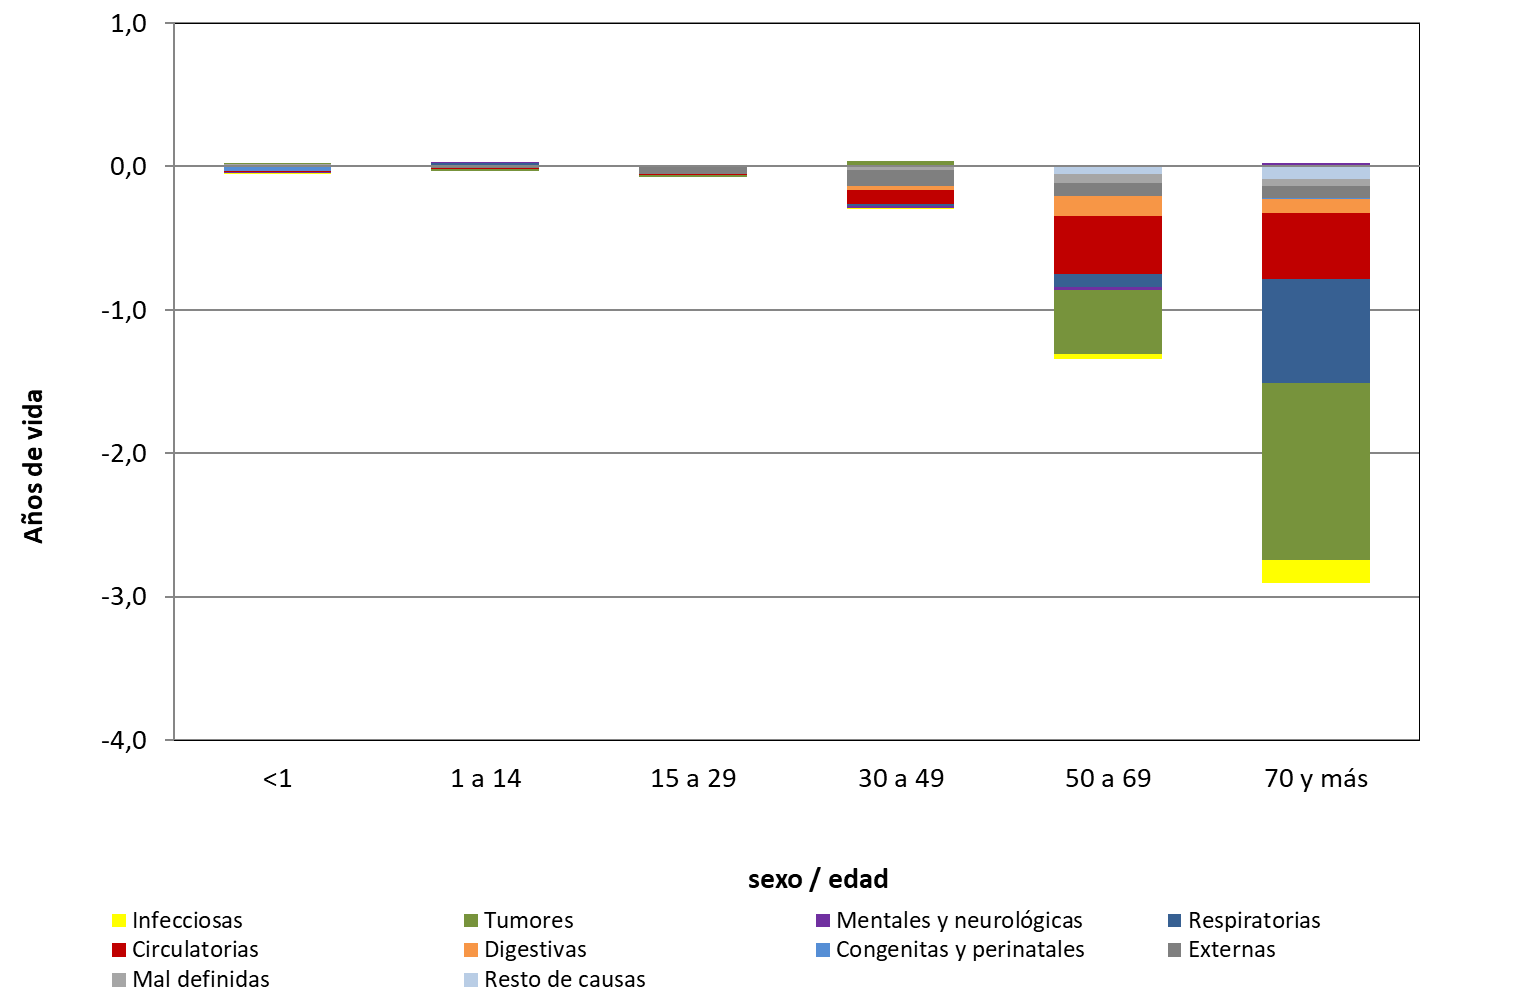 1,0
0,0
-1,0
-2,0
-3,0
-4,0
Años de vida
<1
1 a 14
15 a 29
30 a 49
50 a 69
70 y más
sexo / edad
Infecciosas
Tumores
Mentales y neurológicas
Respiratorias
Circulatorias
Digestivas
Congenitas y perinatales
Externas
Mal definidas
Resto de causas